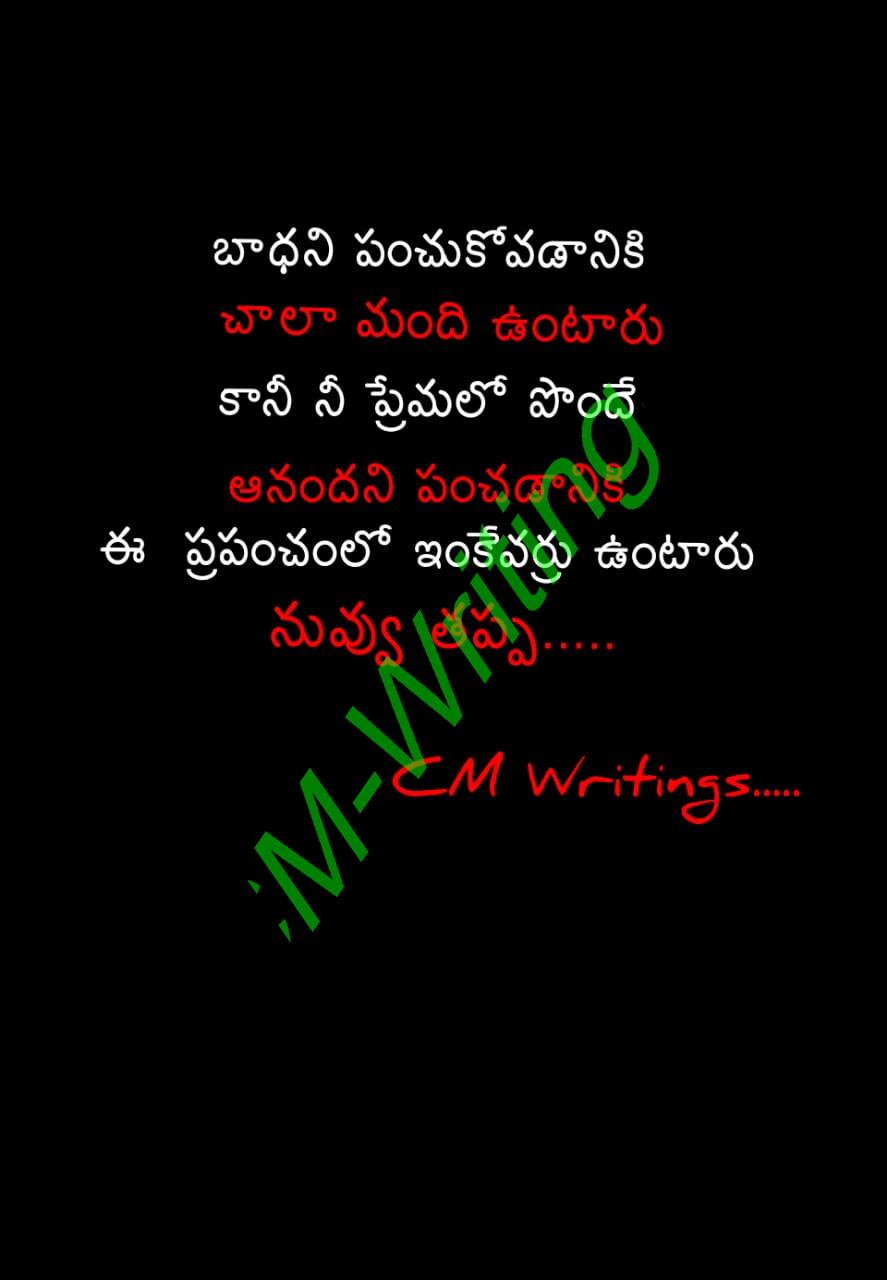 బాధని పంచుకోవడానికి
చాలా మంది ఉంటారు
కానీ నీ ప్రేమలో పొందే
ఆనందని పంచడానికి
ఈ ప్రపంచంలో ఇంకేవర్రు ఉంటారు
నువ్వు తప్ప.....
CM Writings.....
M-Writing